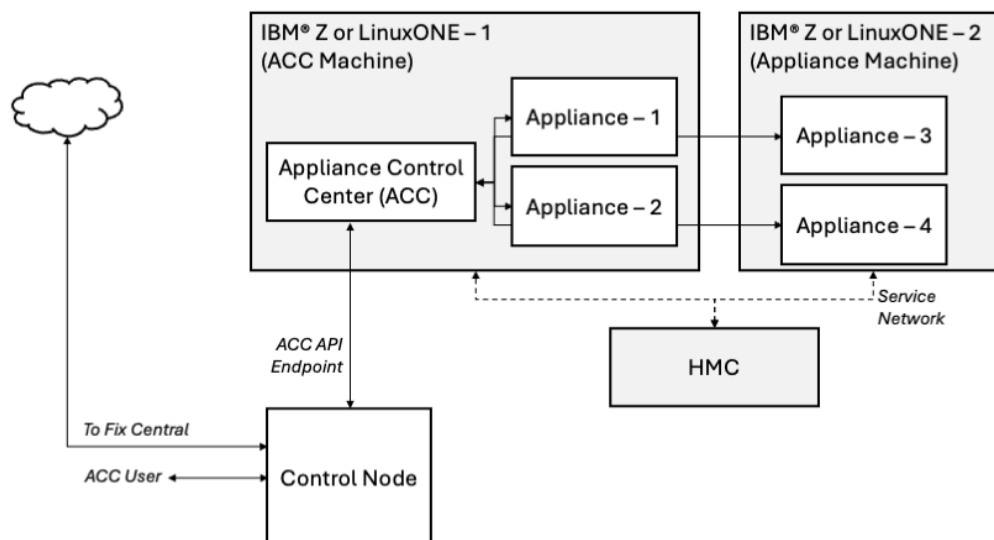 IBM® Z or LinuxONE – 1
(ACC Machine)
IBM® Z or LinuxONE – 2
(Appliance Machine)
Appliance – 1
Appliance – 3
Appliance Control
Center (ACC)
Appliance – 2
Appliance – 4
Service
Network
ACC API
Endpoint
HMC
To Fix Central
ACC User
Control Node